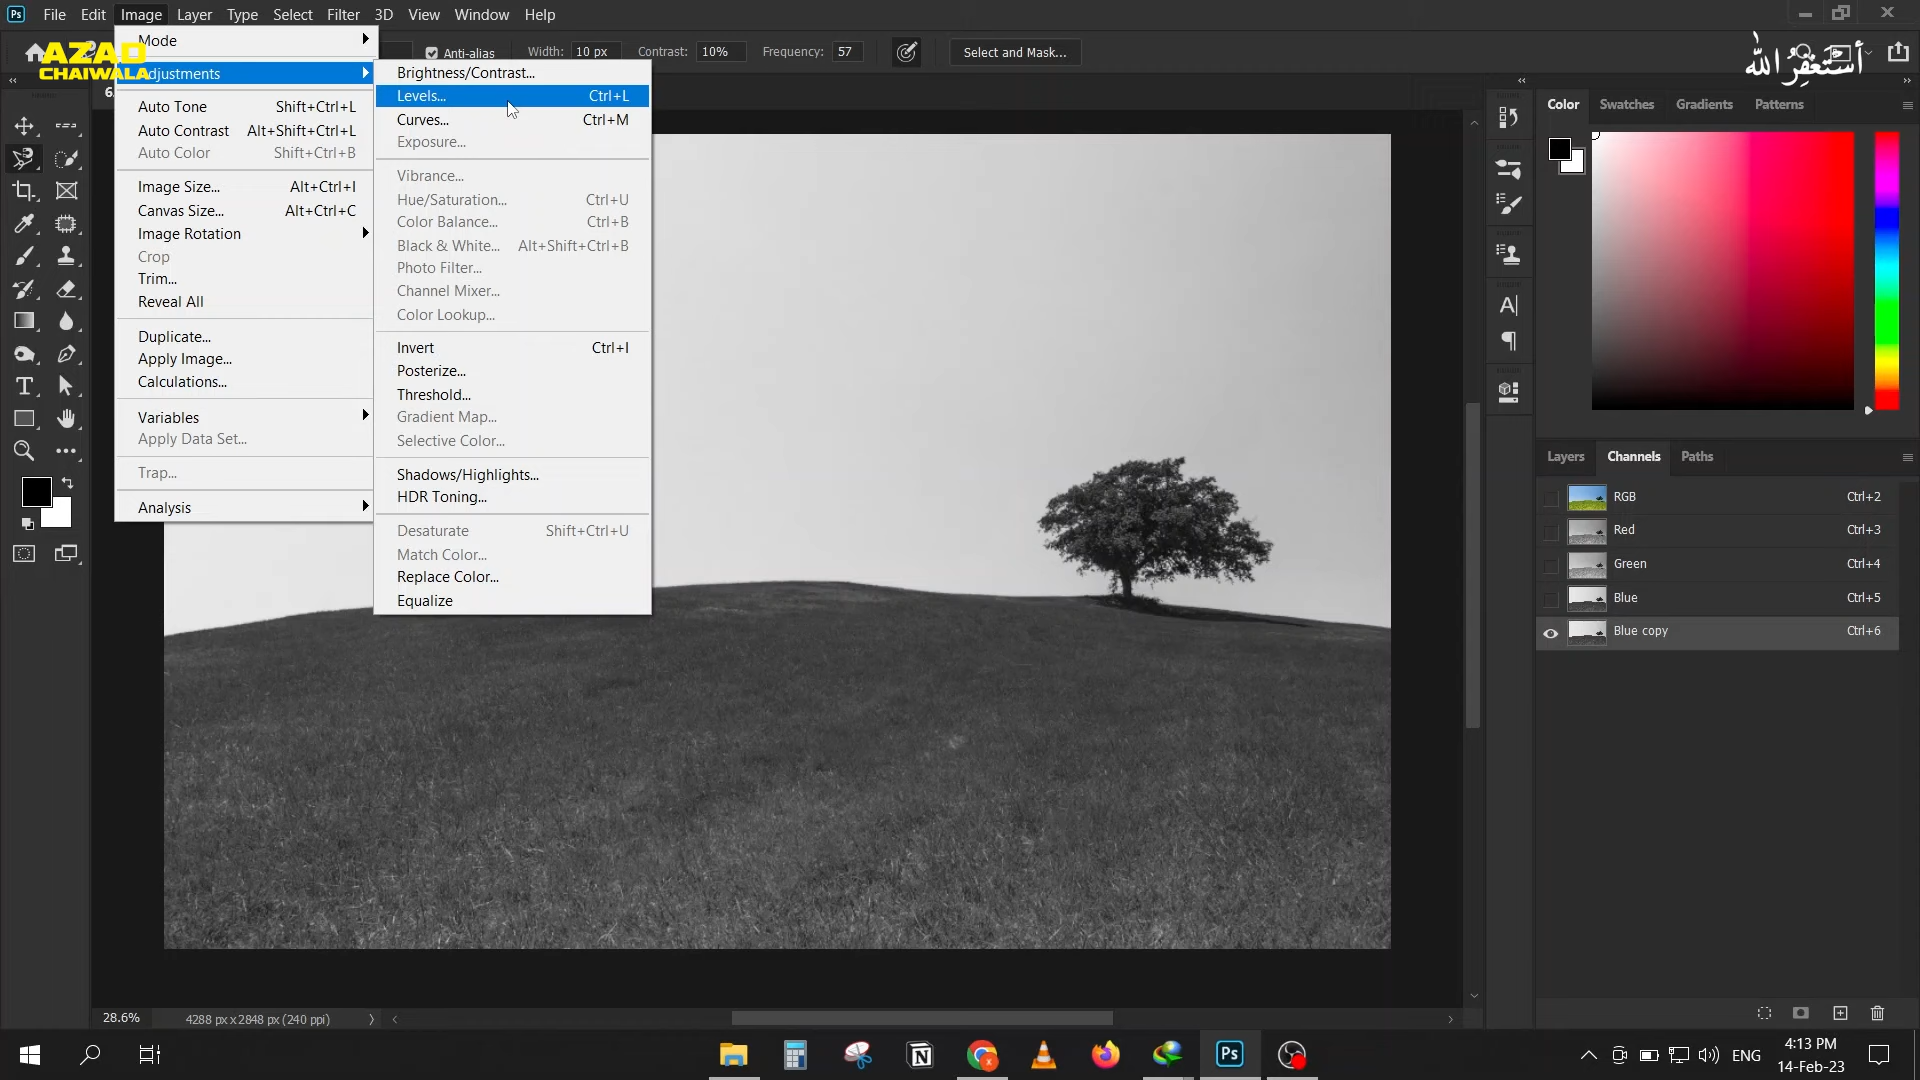 File Edit Image Layer Type Select Filter 3D View Window Help
AZAD
CHAIWALA
أستغفر الله
Anti-alias Width: 10 px Contrast: 10% Frequency: 57 Select and Mask...
Mode
Adjustments
Auto Tone Shift+Ctrl+L
Auto Contrast Alt+Shift+Ctrl+L
Auto Color Shift+Ctrl+B
Image Size... Alt+Ctrl+I
Canvas Size... Alt+Ctrl+C
Image Rotation
Crop
Trim...
Reveal All
Duplicate...
Apply Image...
Calculations...
Variables
Apply Data Set...
Trap...
Analysis
Brightness/Contrast...
Levels... Ctrl+L
Curves... Ctrl+M
Exposure...
Vibrance...
Hue/Saturation... Ctrl+U
Color Balance... Ctrl+B
Black & White... Alt+Shift+Ctrl+B
Photo Filter...
Channel Mixer...
Color Lookup...
Invert Ctrl+I
Posterize...
Threshold...
Gradient Map...
Selective Color...
Shadows/Highlights...
HDR Toning...
Desaturate Shift+Ctrl+U
Match Color...
Replace Color...
Equalize
Color Swatches Gradients Patterns
Layers Channels Paths
RGB Ctrl+2
Red Ctrl+3
Green Ctrl+4
Blue Ctrl+5
Blue copy Ctrl+6
28.6% 4288 px x 2848 px (240 ppi)
ENG
4:13 PM
14-Feb-23